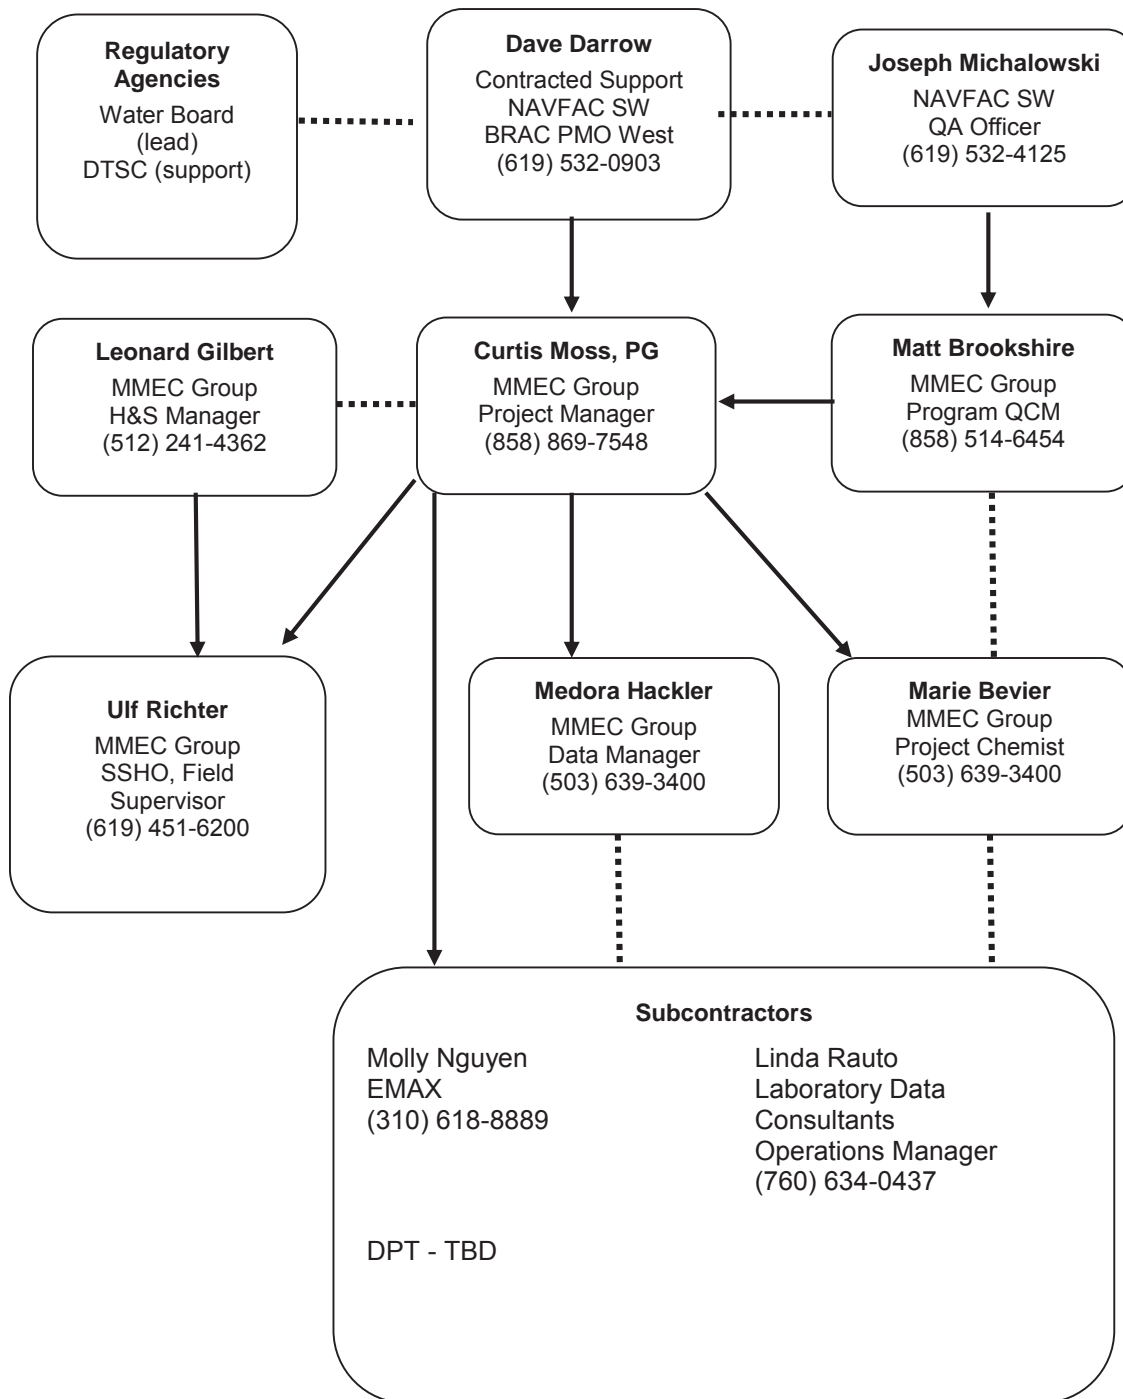 Regulatory
Agencies
Water Board
(lead)
DTSC (support)
Dave Darrow
Contracted Support
NAVFAC SW
BRAC PMO West
(619) 532-0903
Joseph Michalowski
NAVFAC SW
QA Officer
(619) 532-4125
Leonard Gilbert
MMEC Group
H&S Manager
(512) 241-4362
Curtis Moss, PG
MMEC Group
Project Manager
(858) 869-7548
Matt Brookshire
MMEC Group
Program QCM
(858) 514-6454
Ulf Richter
MMEC Group
SSHO, Field
Supervisor
(619) 451-6200
Medora Hackler
MMEC Group
Data Manager
(503) 639-3400
Marie Bevier
MMEC Group
Project Chemist
(503) 639-3400
Subcontractors
Molly Nguyen
EMAX
(310) 618-8889
DPT - TBD
Linda Rauto
Laboratory Data
Consultants
Operations Manager
(760) 634-0437